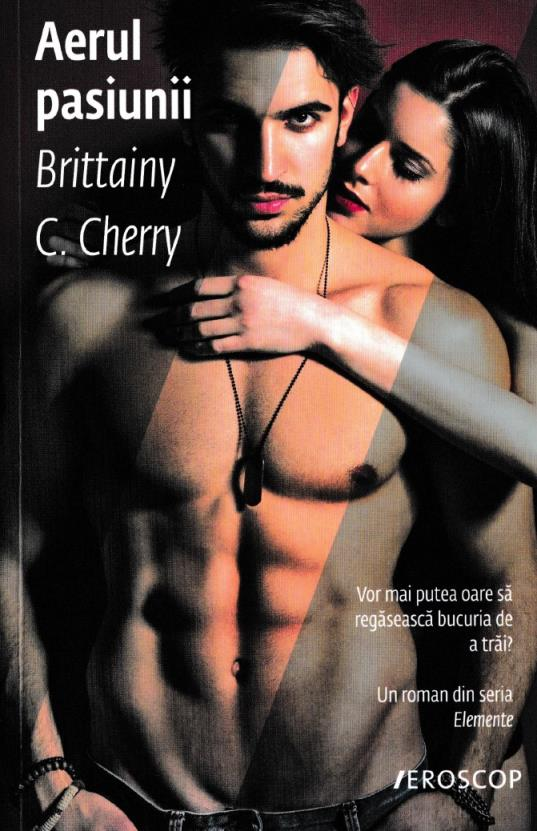 Aerul
pasiunii
Brittainy
C. Cherry
Vor mai putea oare să
regăsească bucuria de
a trăi?
Un roman din seria
Elemente
EROSCOP